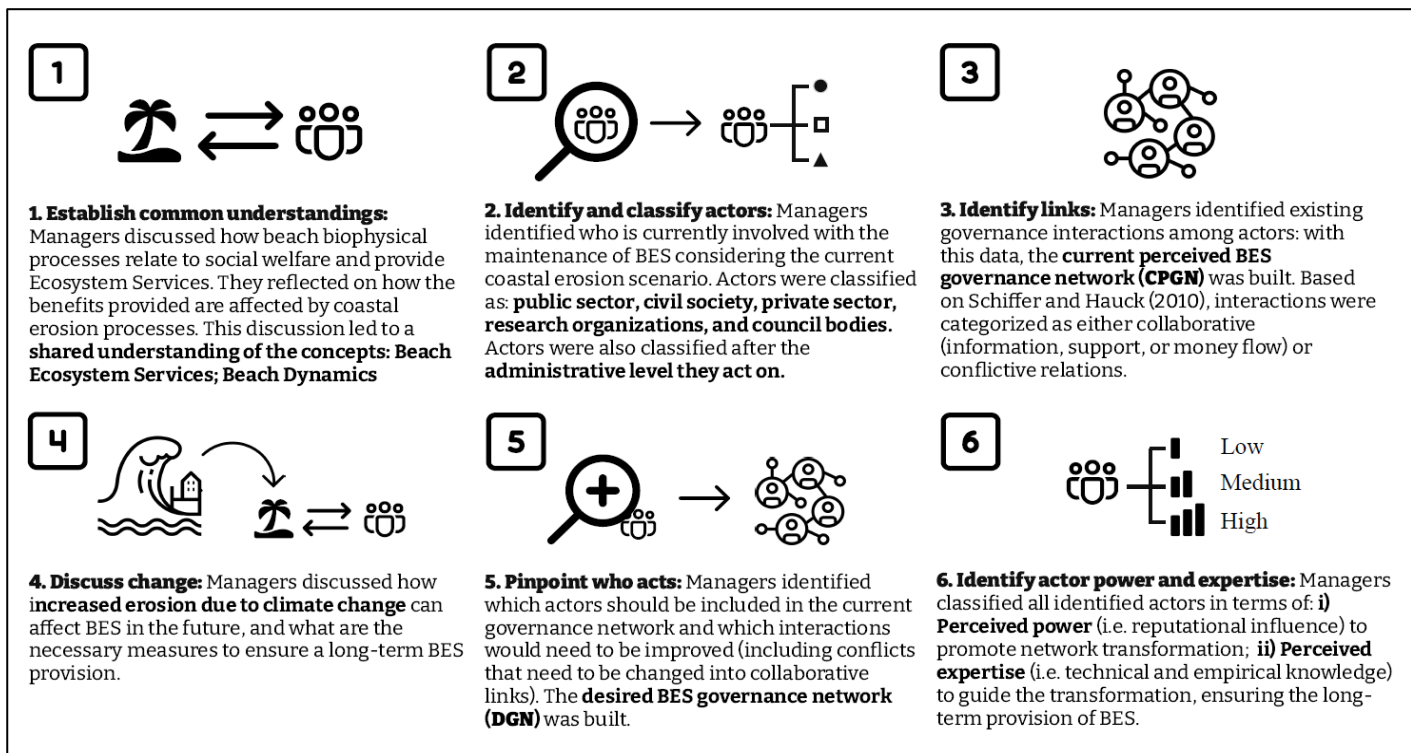 1
1. Establish common understandings:
Managers discussed how beach biophysical
processes relate to social welfare and provide
Ecosystem Services. They reflected on how the
benefits provided are affected by coastal
erosion processes. This discussion led to a
shared understanding of the concepts: Beach
Ecosystem Services; Beach Dynamics
2
2. Identify and classify actors: Managers
identified who is currently involved with the
maintenance of BES considering the current
coastal erosion scenario. Actors were classified
as: public sector, civil society, private sector,
research organizations, and council bodies.
Actors were also classified after the
administrative level they act on.
3
3. Identify links: Managers identified existing
governance interactions among actors: with
this data, the current perceived BES
governance network (CPGN) was built. Based
on Schiffer and Hauck (2010), interactions were
categorized as either collaborative
(information, support, or money flow) or
conflictive relations.
4
4. Discuss change: Managers discussed how
increased erosion due to climate change can
affect BES in the future, and what are the
necessary measures to ensure a long-term BES
provision.
5
5. Pinpoint who acts: Managers identified
which actors should be included in the current
governance network and which interactions
would need to be improved (including conflicts
that need to be changed into collaborative
links). The desired BES governance network
(DGN) was built.
6
Low
Medium
High
6. Identify actor power and expertise: Managers
classified all identified actors in terms of: i)
Perceived power (i.e. reputational influence) to
promote network transformation; ii) Perceived
expertise (i.e. technical and empirical knowledge)
to guide the transformation, ensuring the long-
term provision of BES.